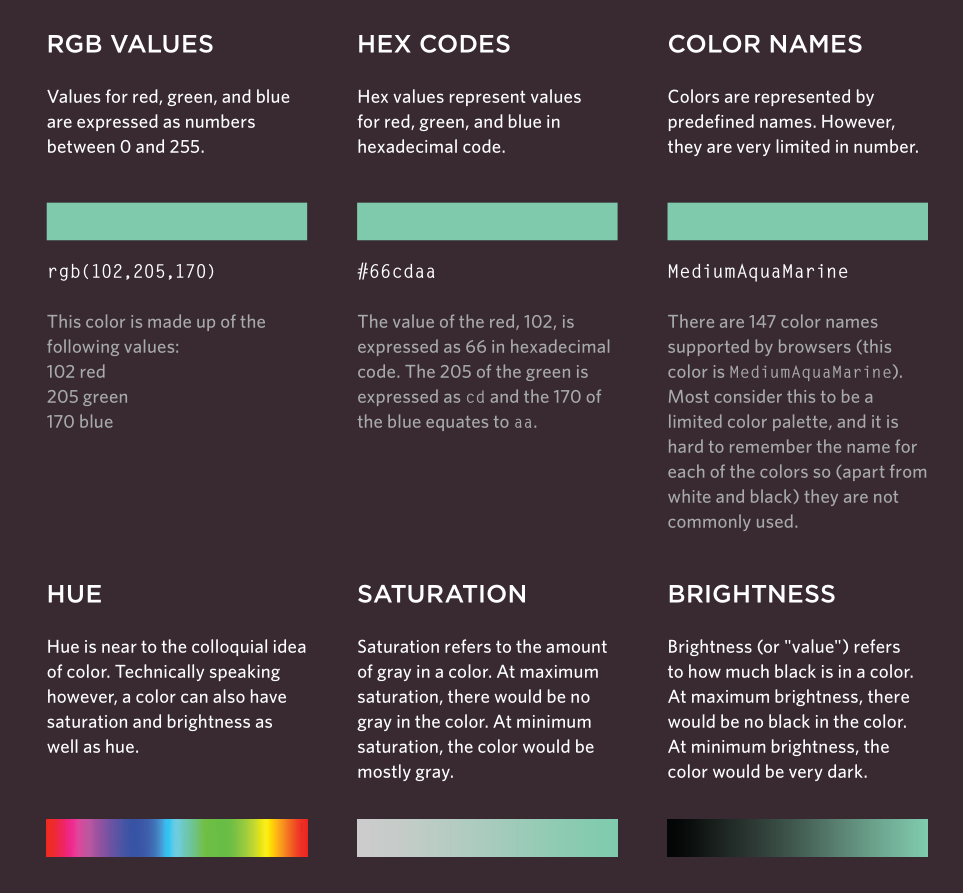 RGB VALUES
Values for red, green, and blue
are expressed as numbers
between 0 and 255.
rgb(102,205,170)
This color is made up of the
following values:
102 red
205 green
170 blue
HEX CODES
Hex values represent values
for red, green, and blue in
hexadecimal code.
#66cdaa
The value of the red, 102, is
expressed as 66 in hexadecimal
code. The 205 of the green is
expressed as cd and the 170 of
the blue equates to aa.
COLOR NAMES
Colors are represented by
predefined names. However,
they are very limited in number.
MediumAquaMarine
There are 147 color names
supported by browsers (this
color is MediumAquaMarine).
Most consider this to be a
limited color palette, and it is
hard to remember the name for
each of the colors so (apart from
white and black) they are not
commonly used.
HUE
Hue is near to the colloquial idea
of color. Technically speaking
however, a color can also have
saturation and brightness as
well as hue.
SATURATION
Saturation refers to the amount
of gray in a color. At maximum
saturation, there would be no
gray in the color. At minimum
saturation, the color would be
mostly gray.
BRIGHTNESS
Brightness (or "value") refers
to how much black is in a color.
At maximum brightness, there
would be no black in the color.
At minimum brightness, the
color would be very dark.